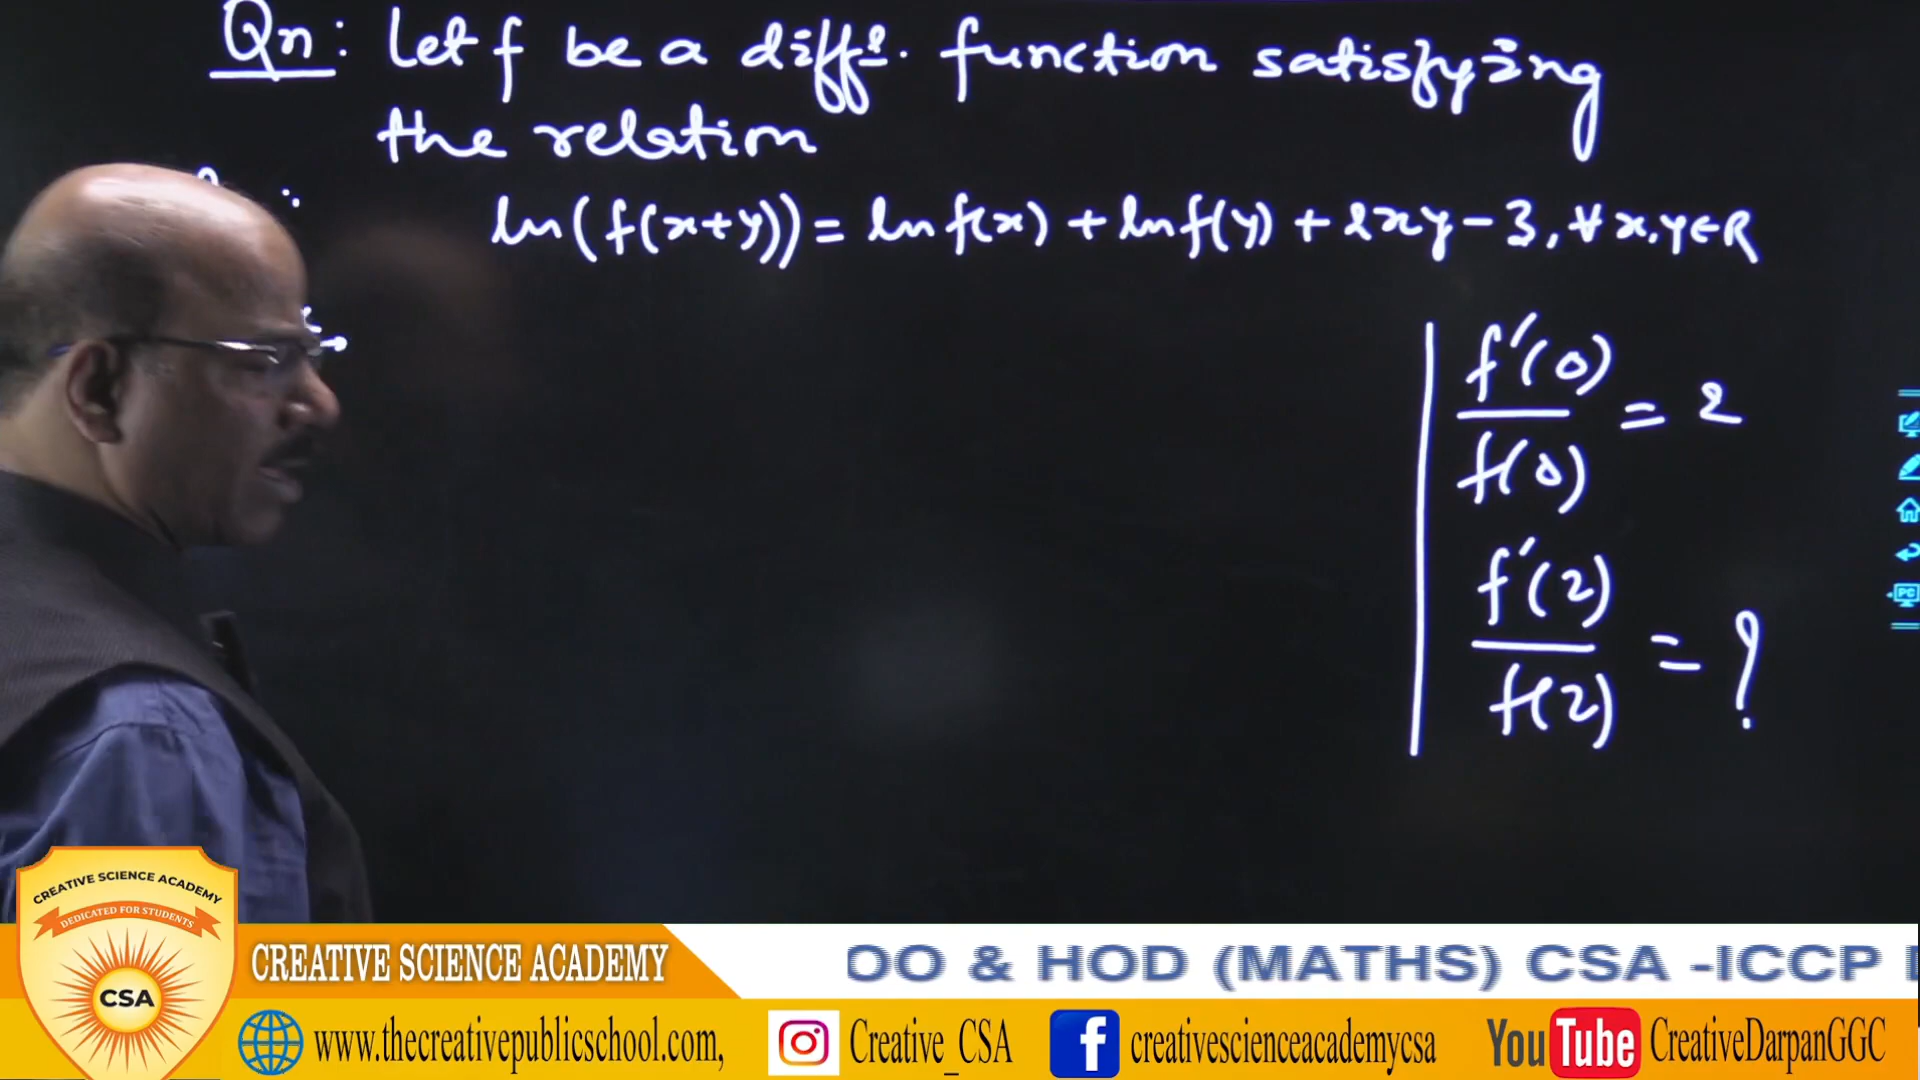 Qn: Let f be a diff. function satisfying
the relation
ln(f(x+y)) = ln f(x) + ln f(y) + 2xy - 3, ∀ x, y ∈ R
f'(0)
f(0)
= 2
f'(2)
f(2)
= ?
CREATIVE SCIENCE ACADEMY
DEDICATED FOR STUDENTS
CSA
CREATIVE SCIENCE ACADEMY
OO & HOD (MATHS) CSA -ICCP
www.thecreativepublicschool.com,
Creative_CSA
creativescienceacademycsa
YouTube CreativeDarpanGGC
PC